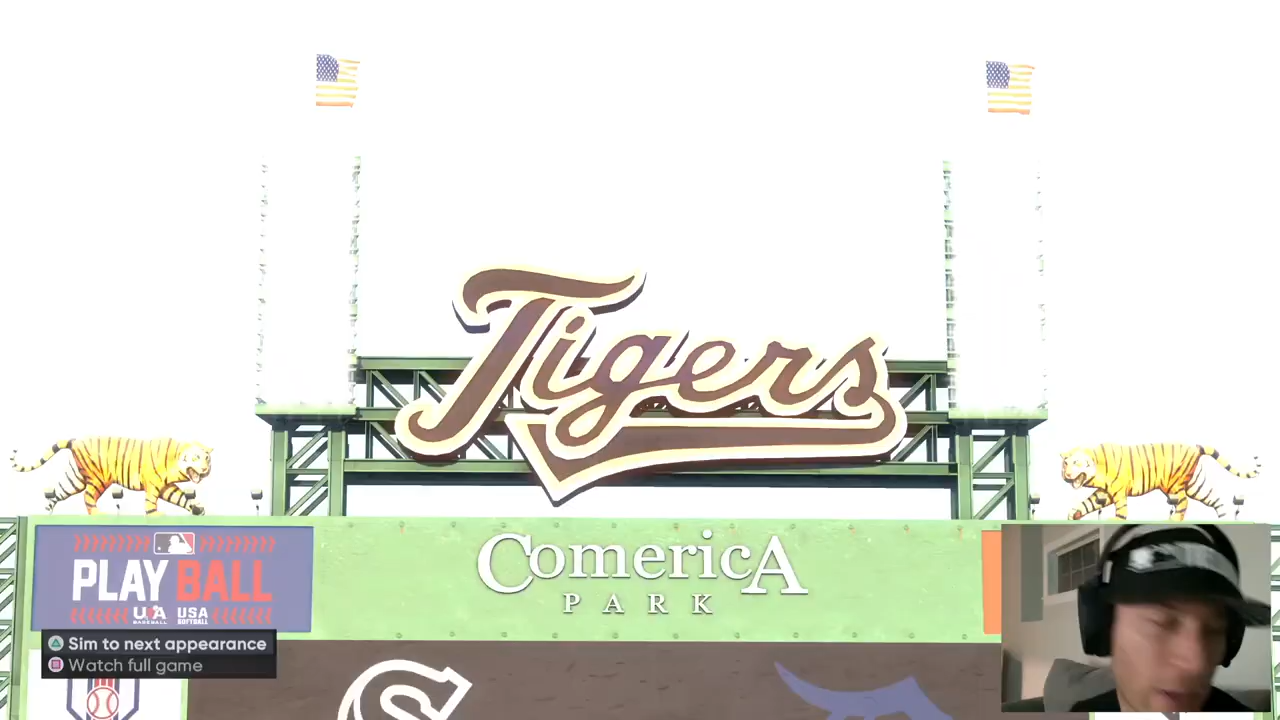 Tigers
PLAY BALL
USA BASEBALL
USA SOFTBALL
ComericA
PARK
Sim to next appearance
Watch full game